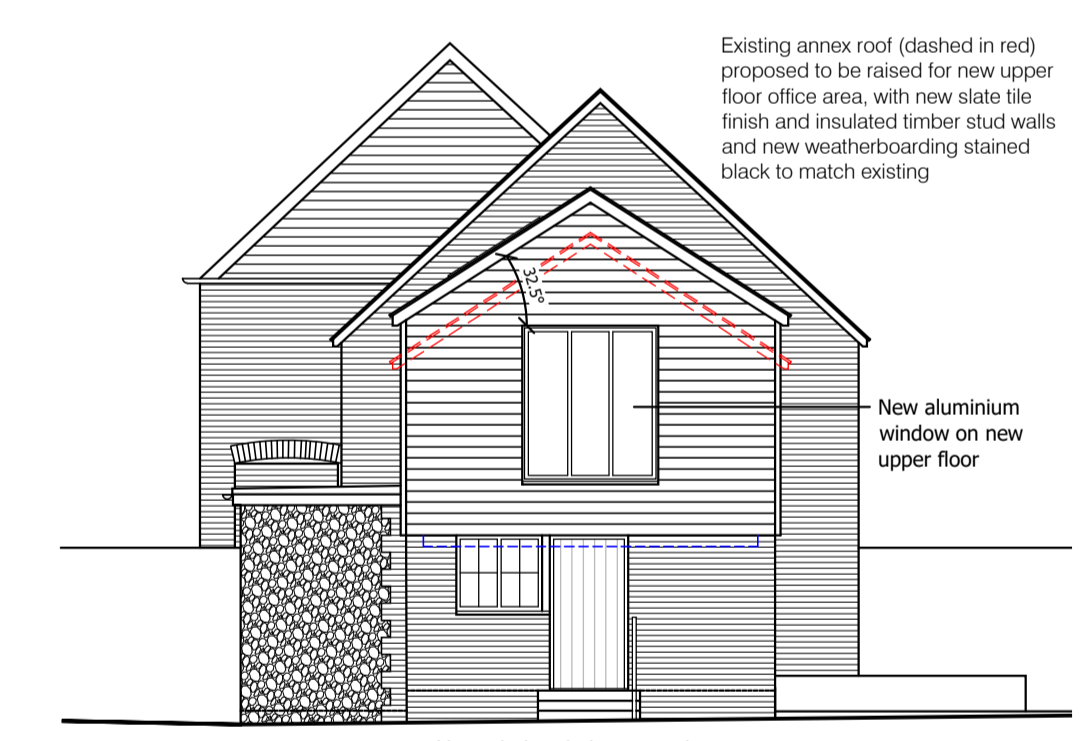 Existing annex roof (dashed in red)
proposed to be raised for new upper
floor office area, with new slate tile
finish and insulated timber stud walls
and new weatherboarding stained
black to match existing
32.5°
New aluminium
window on new
upper floor